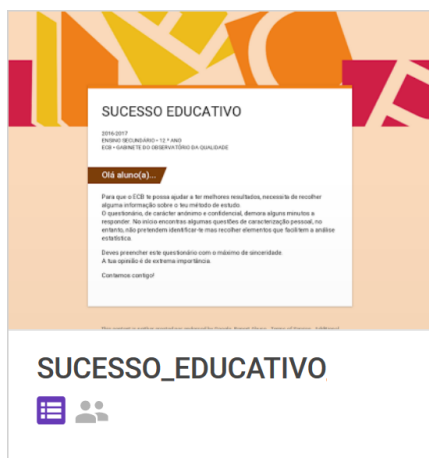 SUCESSO EDUCATIVO
2016-2017
ENSINO SECUNDÁRIO • 12 º ANO
ECB • GABINETE DO OBSERVATÓRIO DA QUALIDADE
Olá aluno(a)...
Para que o ECB te possa ajudar a ter melhores resultados, necessita de recolher
alguma informação sobre o teu método de estudo.
O questionário, de carácter anónimo e confidencial, demora alguns minutos a
responder. No início encontras algumas questões de caracterização pessoal, no
entanto, não pretendem identificar-te mas recolher elementos que facilitem a análise
estatística.
Deves preencher este questionário com o máximo de sinceridade.
A tua opinião é de extrema importância.
Contamos contigo!
SUCESSO_EDUCATIVO